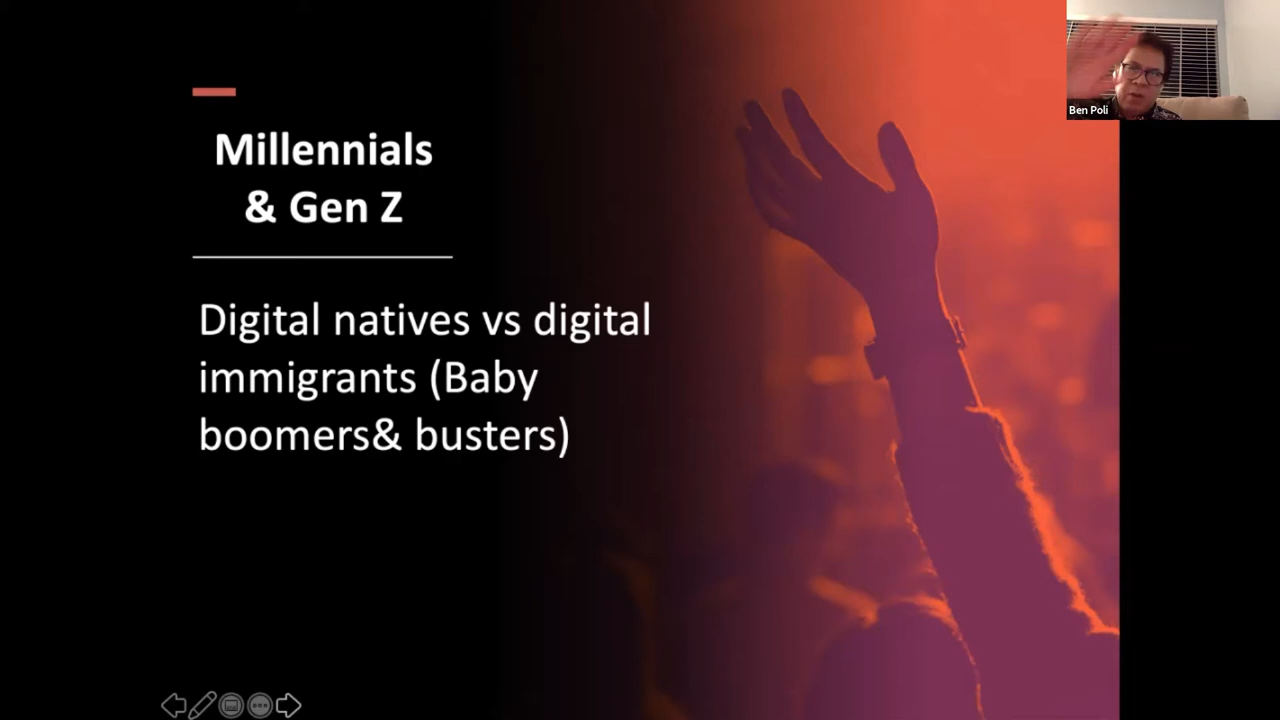 Millennials
& Gen Z
Digital natives vs digital
immigrants (Baby
boomers& busters)
Ben Poli